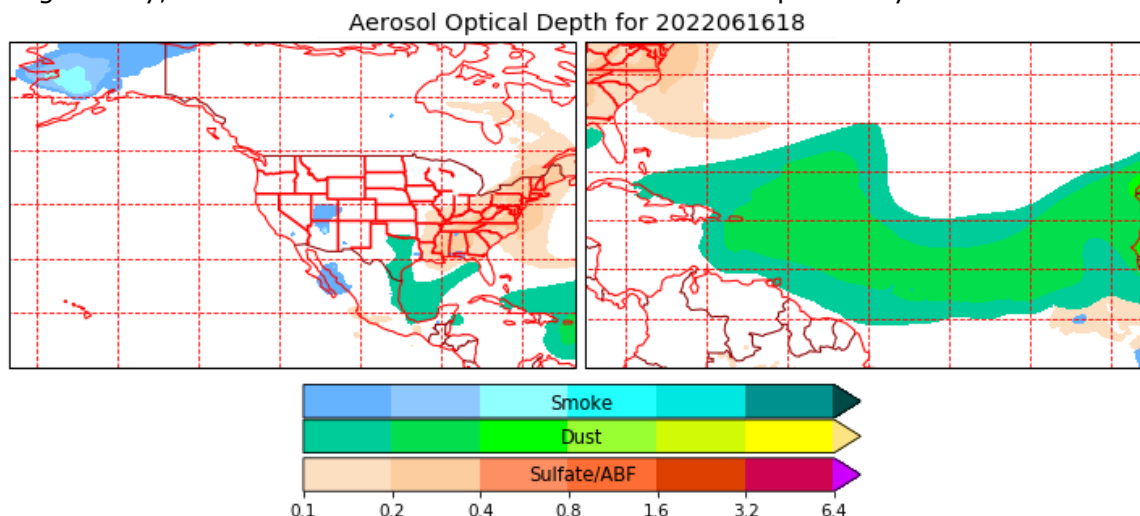 Aerosol Optical Depth for 2022061618
Smoke
Dust
Sulfate/ABF
0.1 0.2 0.4 0.8 1.6 3.2 6.4